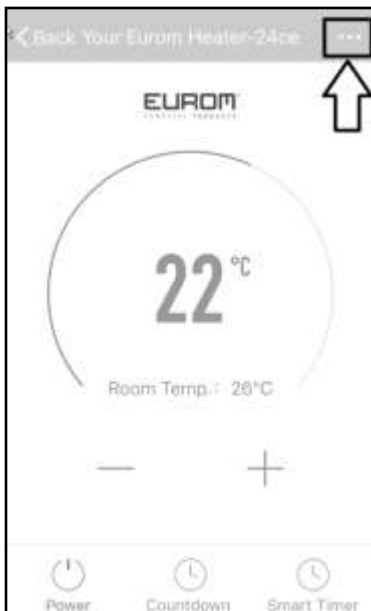 Back Your Eurom Heater-24ce ...
EUROM
22 °C
Room Temp.: 26°C
— +
Power Countdown Smart Timer